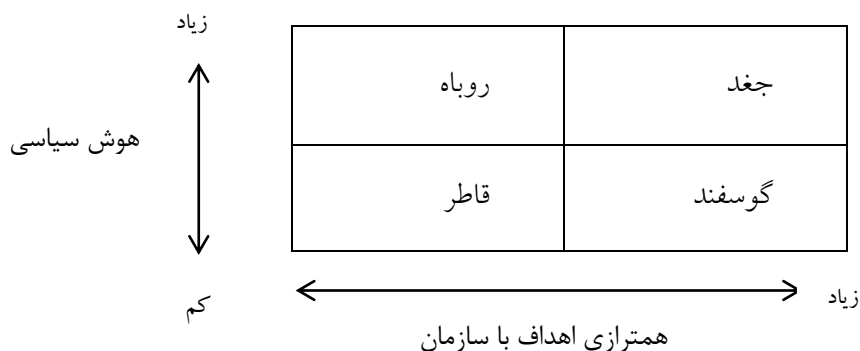 زیاد
جغد
روباه
هوش سیاسی
گوسفند
قاطر
کم
زیاد
همترازی اهداف با سازمان